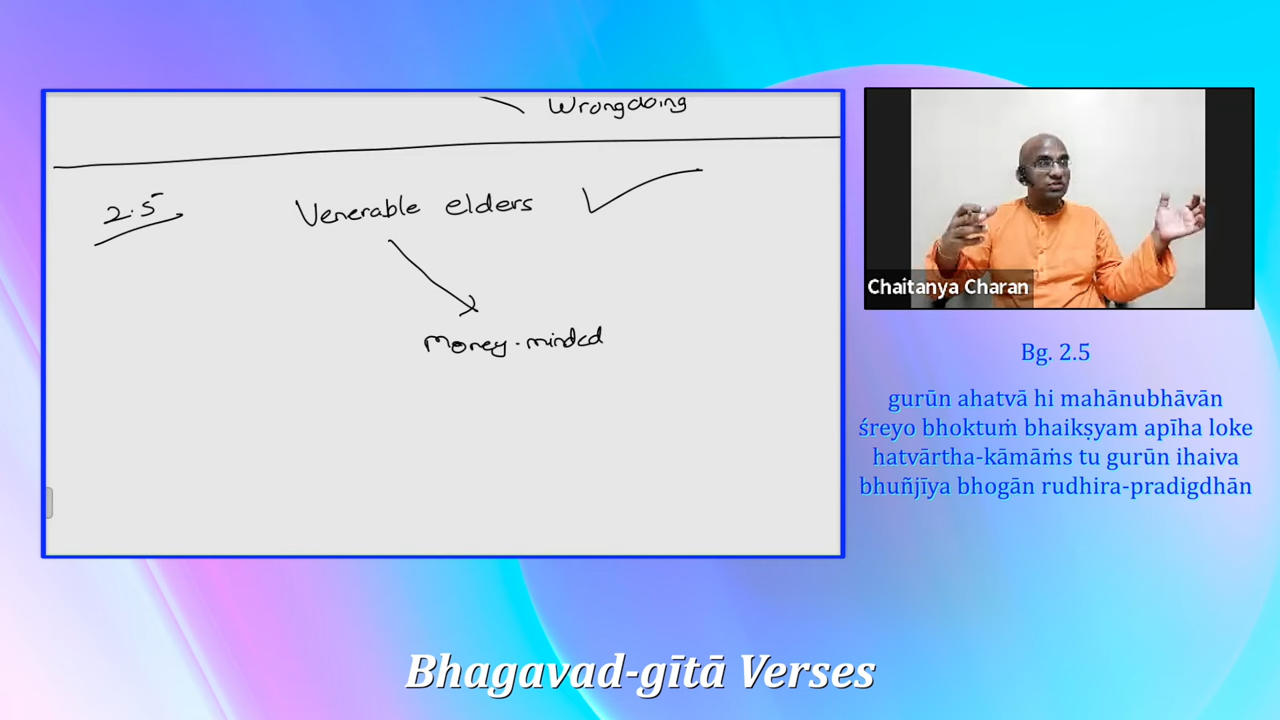 Wrongdoing
2.5
Venerable elders
Money-minded
Chaitanya Charan
Bg. 2.5
gurūn ahatvā hi mahānubhāvān
śreyo bhoktuṁ bhaikṣyam apīha loke
hatvārtha-kāmāṁs tu gurūn ihaiva
bhuñjīya bhogān rudhira-pradigdhān
Bhagavad-gītā Verses